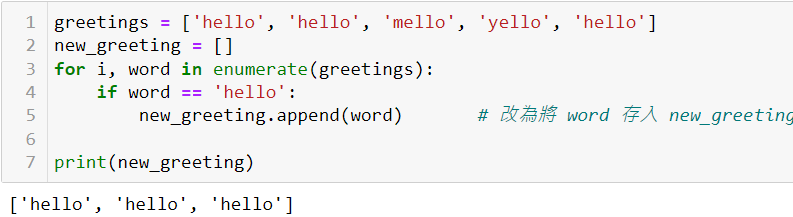 1 greetings = ['hello', 'hello', 'mello', 'yello', 'hello']
2 new_greeting = []
3 for i, word in enumerate(greetings):
4     if word == 'hello':
5         new_greeting.append(word)       # 改為將 word 存入 new_greeting
6
7 print(new_greeting)
['hello', 'hello', 'hello']